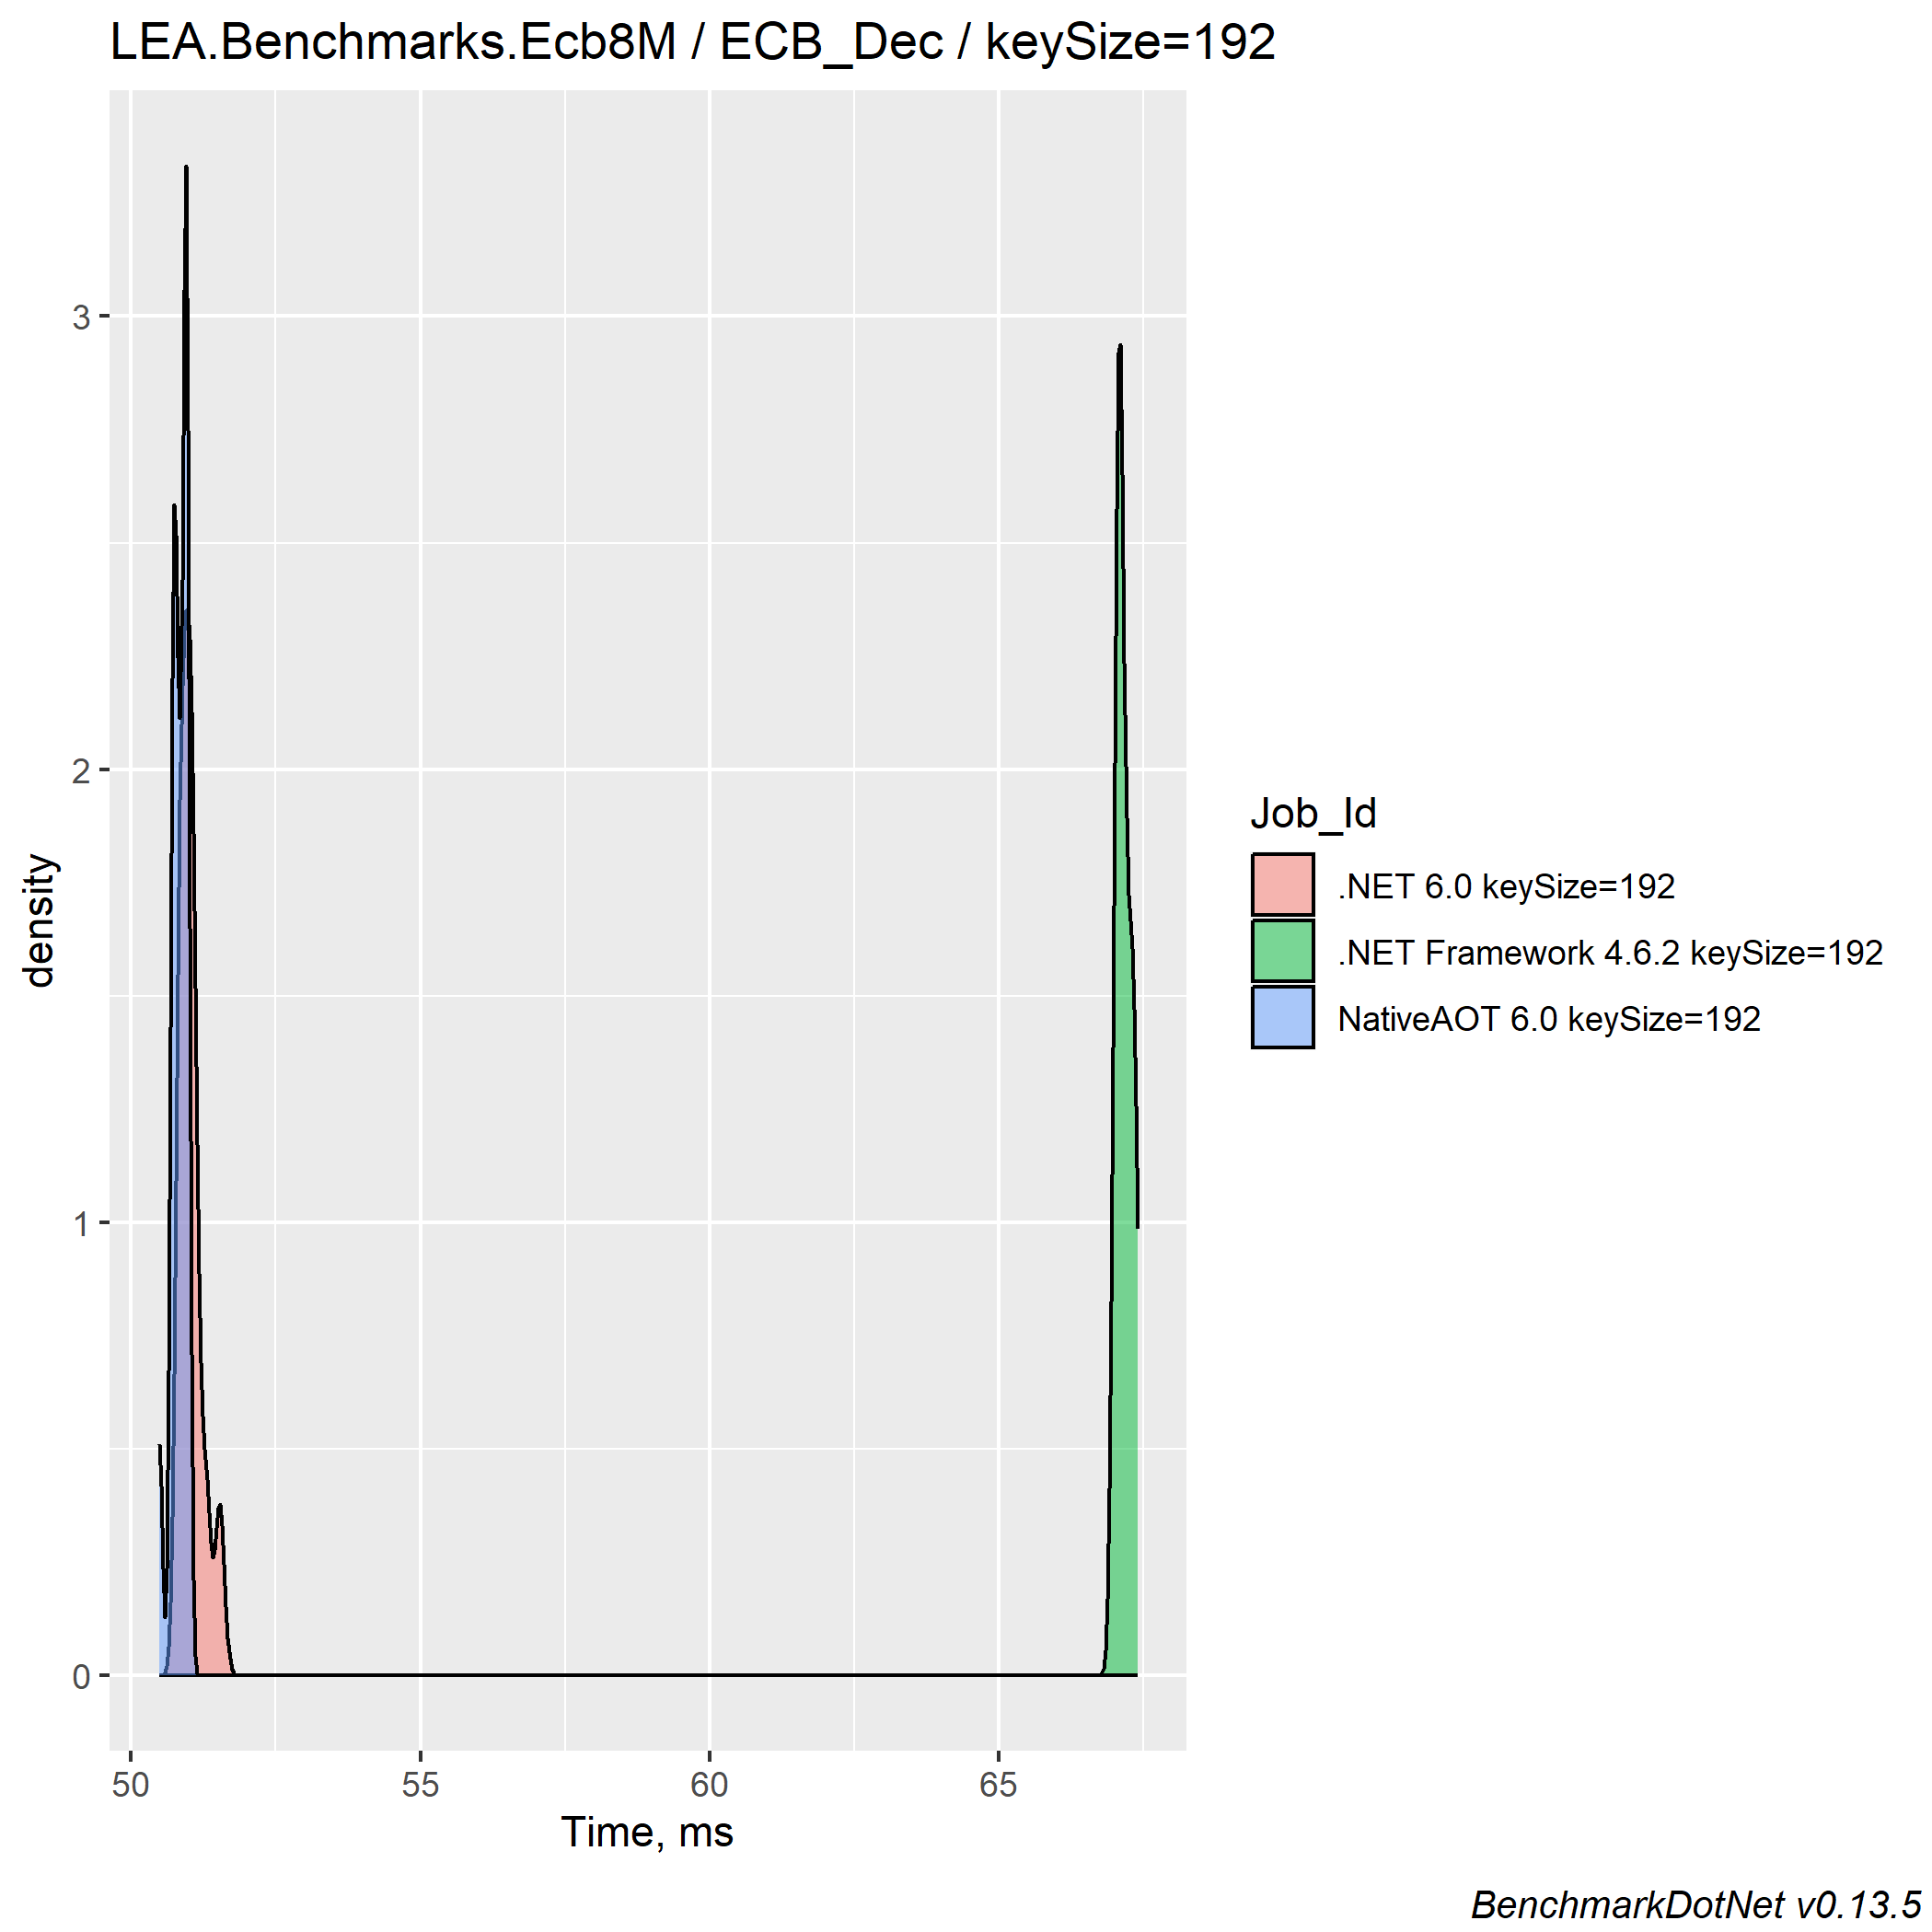 LEA.Benchmarks.Ecb8M / ECB_Dec / keySize=192
3
2
1
0
density
50 55 60 65
Time, ms
Job_Id
.NET 6.0 keySize=192
.NET Framework 4.6.2 keySize=192
NativeAOT 6.0 keySize=192
BenchmarkDotNet v0.13.5